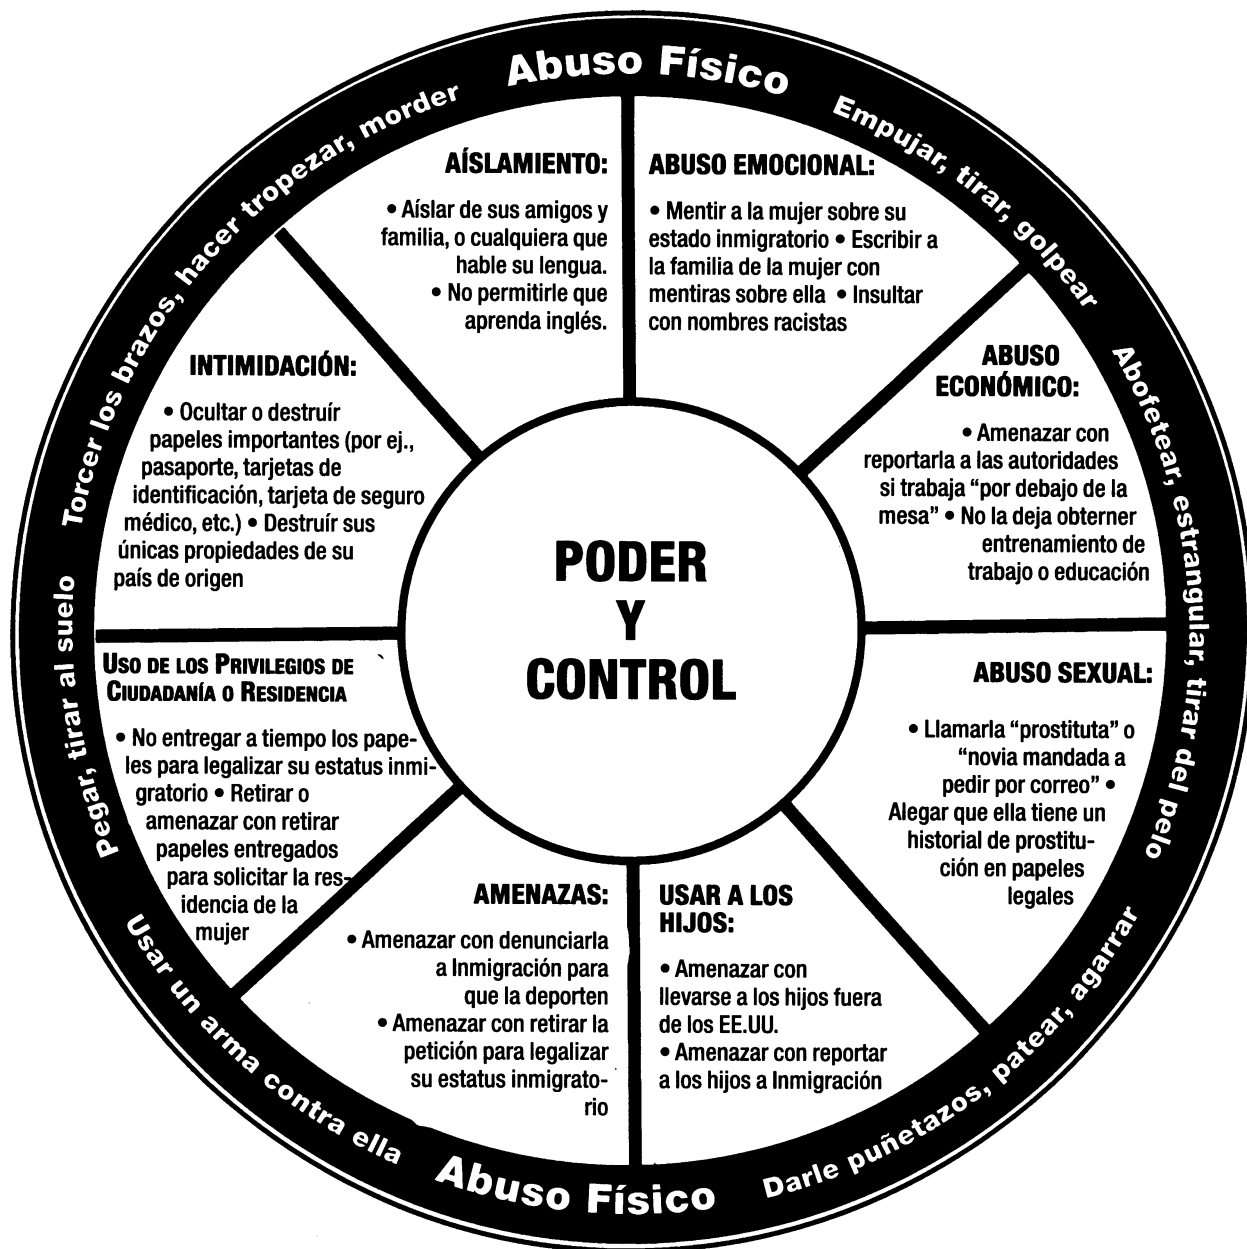 Abuso Físico
Empujar, tirar, golpear
Abofetear, estrangular, tirar del pelo
Darle puñetazos, patear, agarrar
Abuso Físico
Usar un arma contra ella
Pegar, tirar al suelo
Torcer los brazos, hacer tropezar, morder
AÍSLAMIENTO:
• Aíslar de sus amigos y
familia, o cualquiera que
hable su lengua.
• No permitirle que
aprenda inglés.
ABUSO EMOCIONAL:
• Mentir a la mujer sobre su
estado inmigratorio • Escribir a
la familia de la mujer con
mentiras sobre ella • Insultar
con nombres racistas
ABUSO
ECONÓMICO:
• Amenazar con
reportarla a las autoridades
si trabaja “por debajo de la
mesa” • No la deja obterner
entrenamiento de
trabajo o educación
ABUSO SEXUAL:
• Llamarla “prostituta” o
“novia mandada a
pedir por correo” •
Alegar que ella tiene un
historial de prostitu-
ción en papeles
legales
USAR A LOS
HIJOS:
• Amenazar con
llevarse a los hijos fuera
de los EE.UU.
• Amenazar con reportar
a los hijos a Inmigración
AMENAZAS:
• Amenazar con denunciarla
a Inmigración para
que la deporten
• Amenazar con retirar la
petición para legalizar
su estatus inmigrato-
rio
USO DE LOS PRIVILEGIOS DE
CIUDADANÍA O RESIDENCIA
• No entregar a tiempo los pape-
les para legalizar su estatus inmi-
gratorio • Retirar o
amenazar con retirar
papeles entregados
para solicitar la res-
idencia de la
mujer
INTIMIDACIÓN:
• Ocultar o destruír
papeles importantes (por ej.,
pasaporte, tarjetas de
identificación, tarjeta de seguro
médico, etc.) • Destruír sus
únicas propiedades de su
país de origen
PODER
Y
CONTROL